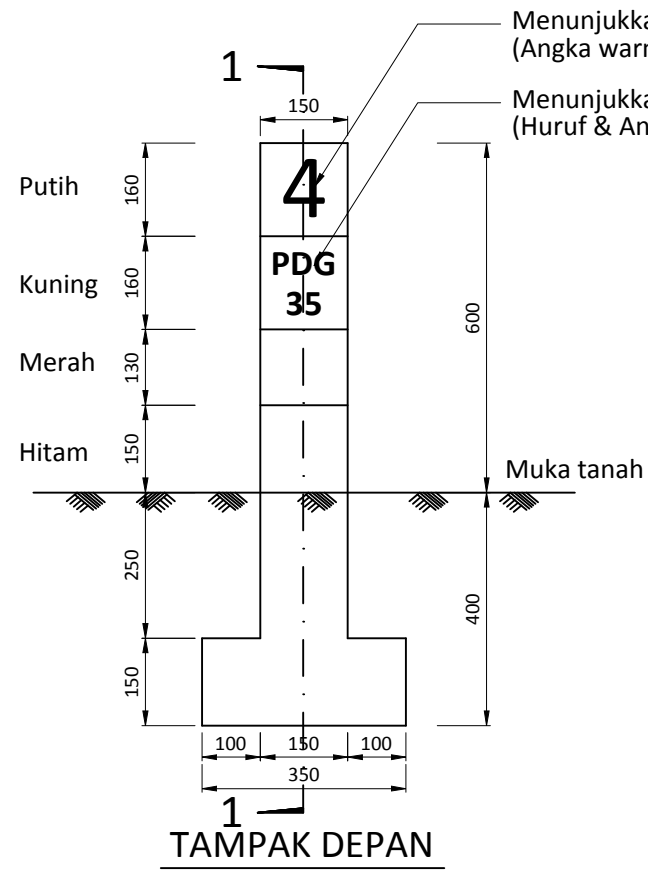 Menunjukka
(Angka warn
1
150
Menunjukka
(Huruf & An
Putih
160
4
Kuning
160
PDG
35
600
Merah
130
Hitam
150
Muka tanah
250
400
150
100
150
100
350
1
TAMPAK DEPAN